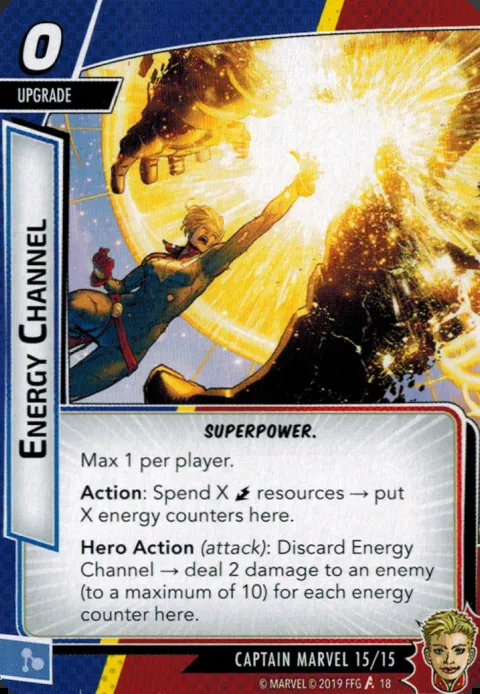 0
UPGRADE
ENERGY CHANNEL
SUPERPOWER.
Max 1 per player.
Action: Spend X resources → put
X energy counters here.
Hero Action (attack): Discard Energy
Channel → deal 2 damage to an enemy
(to a maximum of 10) for each energy
counter here.
CAPTAIN MARVEL 15/15
© MARVEL © 2019 FFG 18